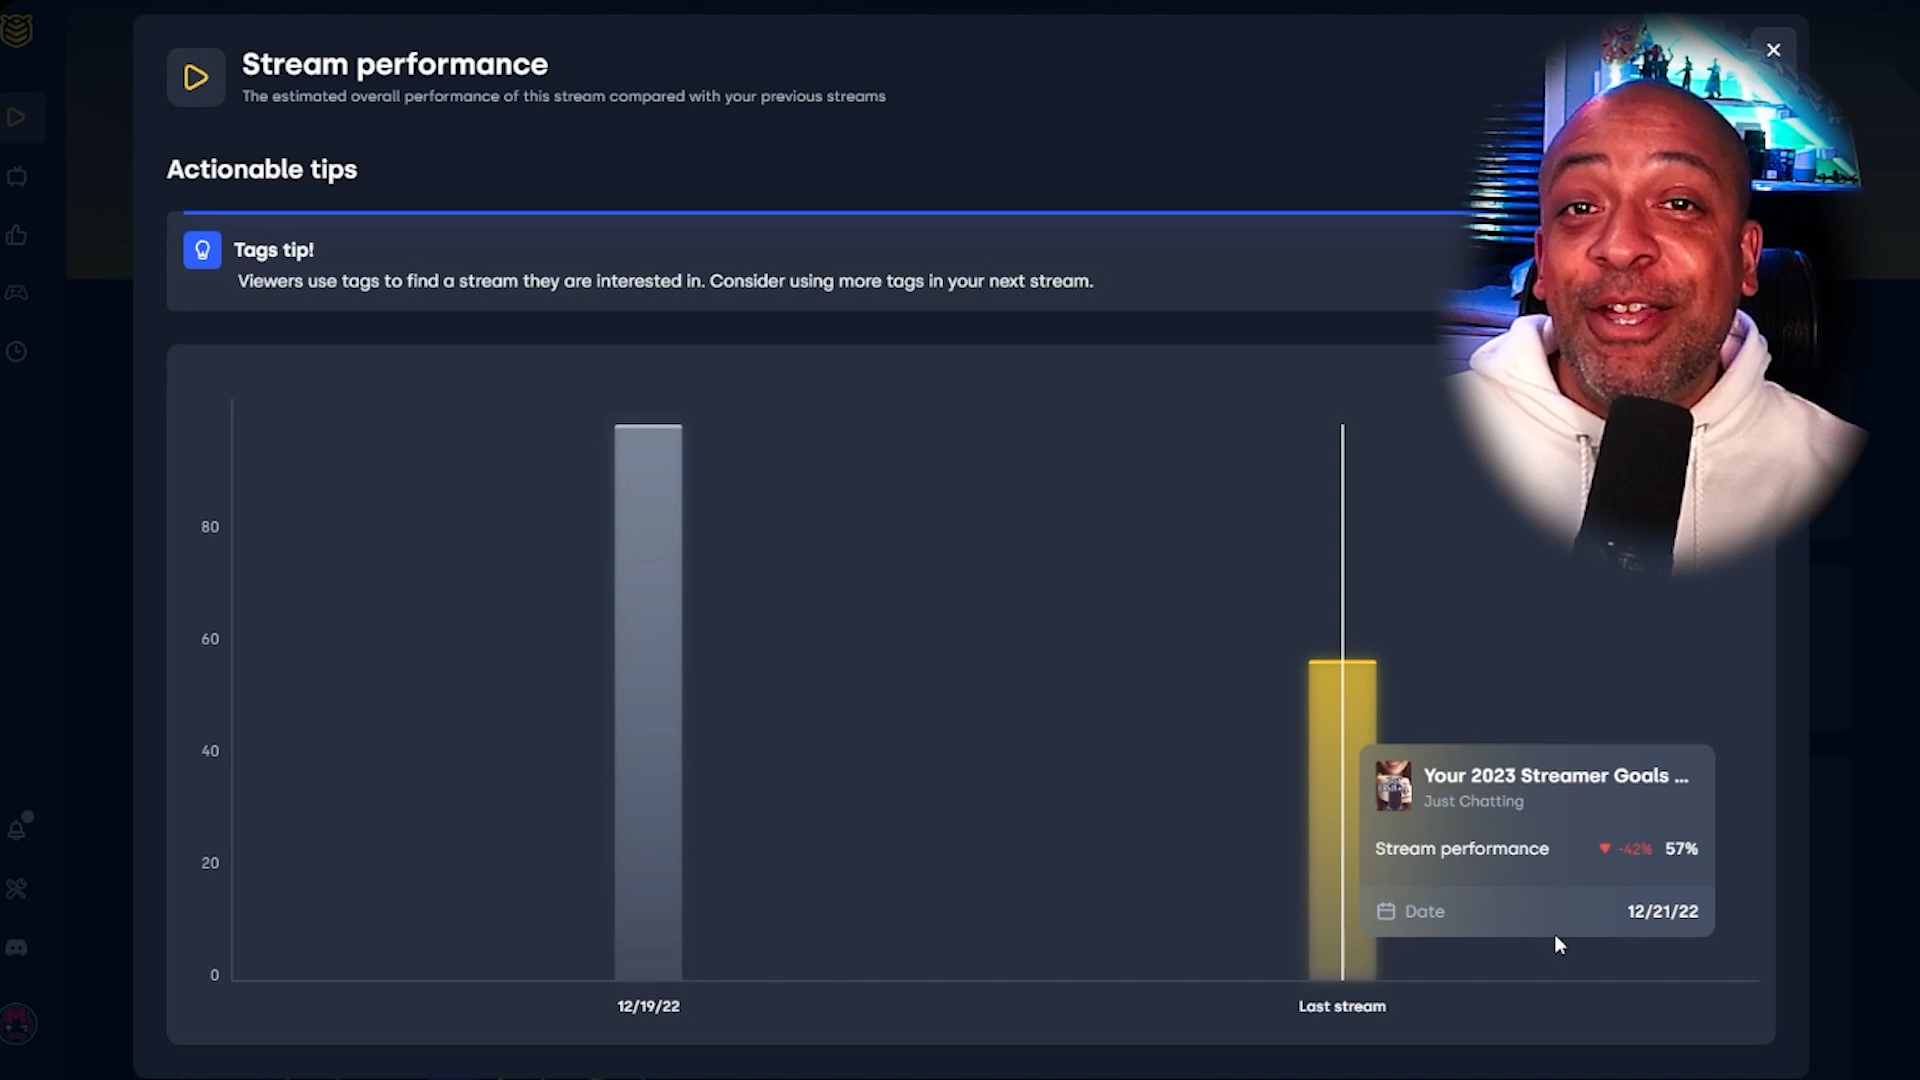 Stream performance
The estimated overall performance of this stream compared with your previous streams
Actionable tips
Tags tip!
Viewers use tags to find a stream they are interested in. Consider using more tags in your next stream.
80
60
40
20
0
12/19/22
Last stream
Your 2023 Streamer Goals ...
Just Chatting
Stream performance
-42% 57%
Date
12/21/22